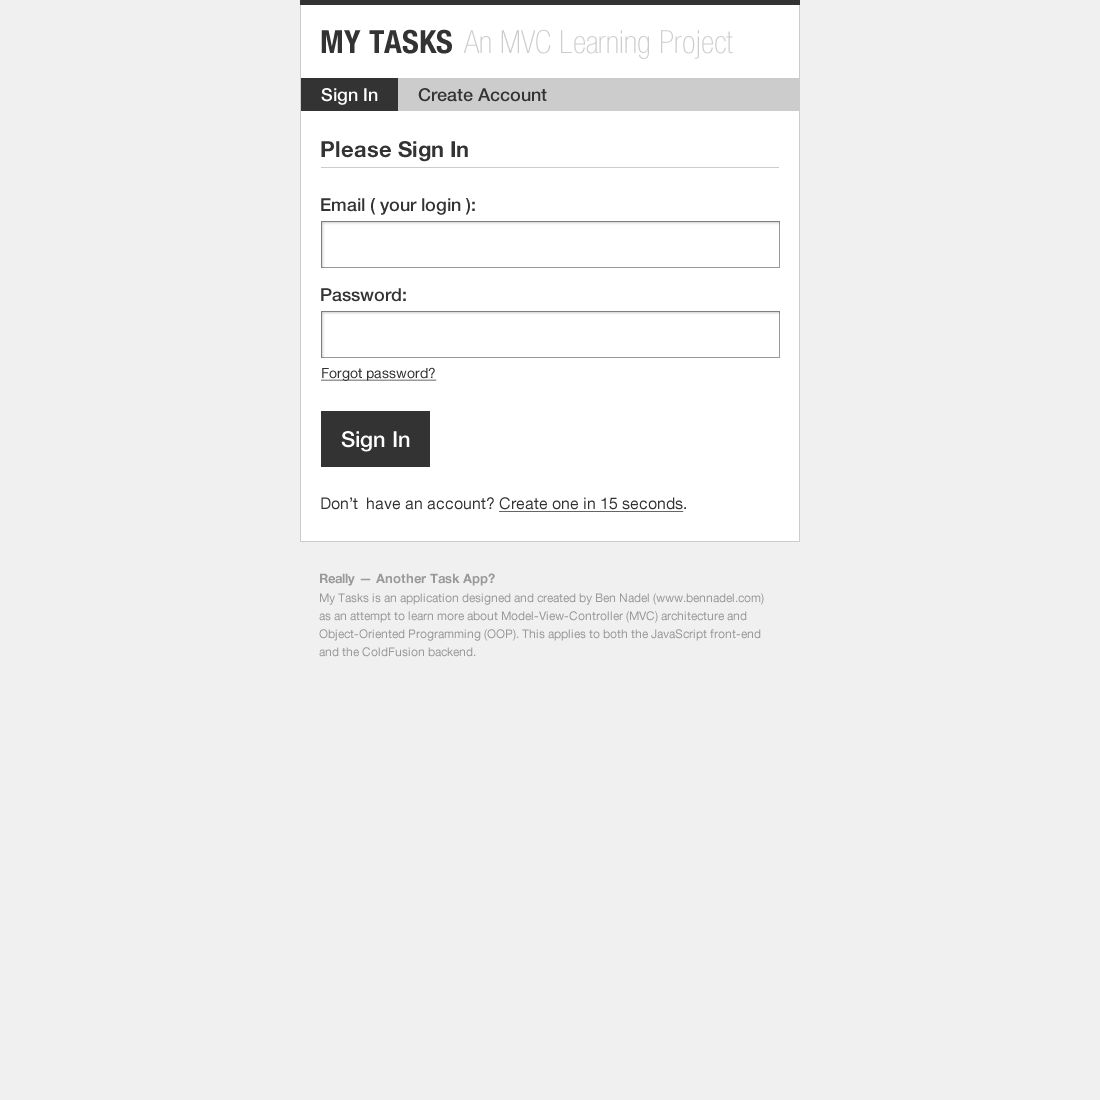 MY TASKS An MVC Learning Project
Sign In Create Account
Please Sign In
Email ( your login ):
Password:
Forgot password?
Sign In
Don’t have an account? Create one in 15 seconds.
Really — Another Task App?
My Tasks is an application designed and created by Ben Nadel (www.bennadel.com)
as an attempt to learn more about Model-View-Controller (MVC) architecture and
Object-Oriented Programming (OOP). This applies to both the JavaScript front-end
and the ColdFusion backend.